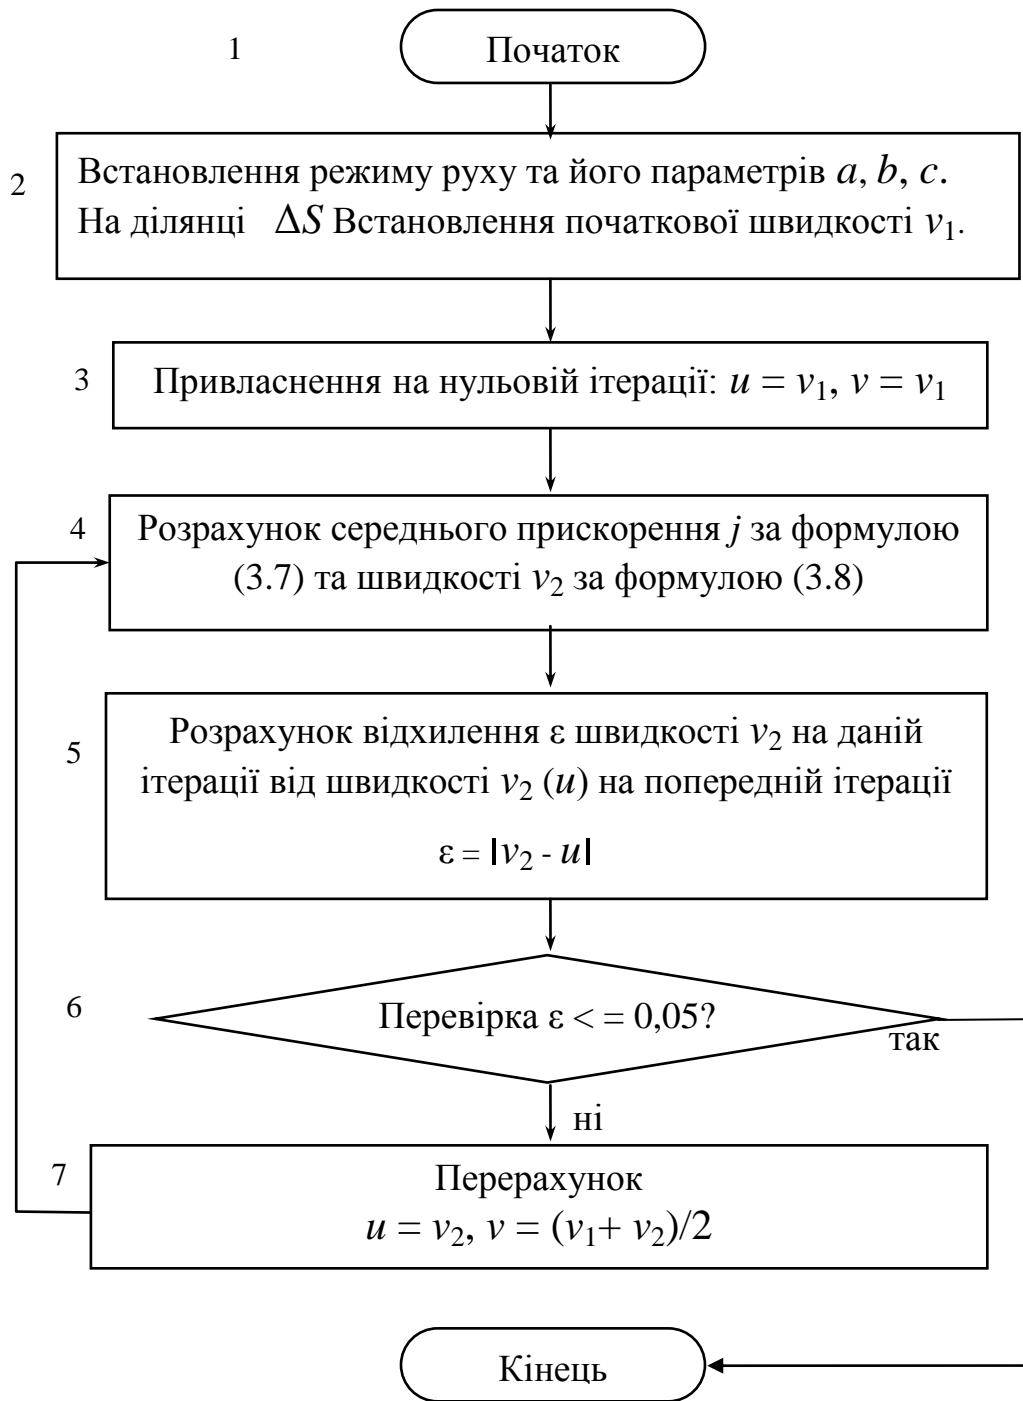 1
Початок
2
Встановлення режиму руху та його параметрів a, b, c.
На ділянці ΔS Встановлення початкової швидкості v₁.
3
Привласнення на нульовій ітерації: u = v₁, v = v₁
4
Розрахунок середнього прискорення j за формулою
(3.7) та швидкості v₂ за формулою (3.8)
5
Розрахунок відхилення ε швидкості v₂ на даній
ітерації від швидкості v₂ (u) на попередній ітерації
ε = |v₂ - u|
6
Перевірка ε < = 0,05?
так
ні
7
Перерахунок
u = v₂, v = (v₁+ v₂)/2
Кінець